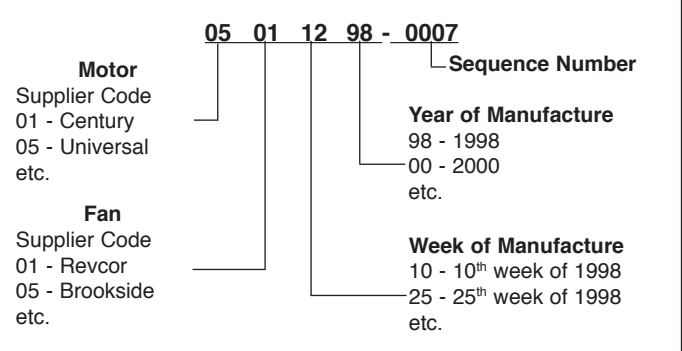 05 01 12 98 - 0007
Sequence Number
Motor
Supplier Code
01 - Century
05 - Universal
etc.
Year of Manufacture
98 - 1998
00 - 2000
etc.
Fan
Supplier Code
01 - Revcor
05 - Brookside
etc.
Week of Manufacture
10 - 10th week of 1998
25 - 25th week of 1998
etc.